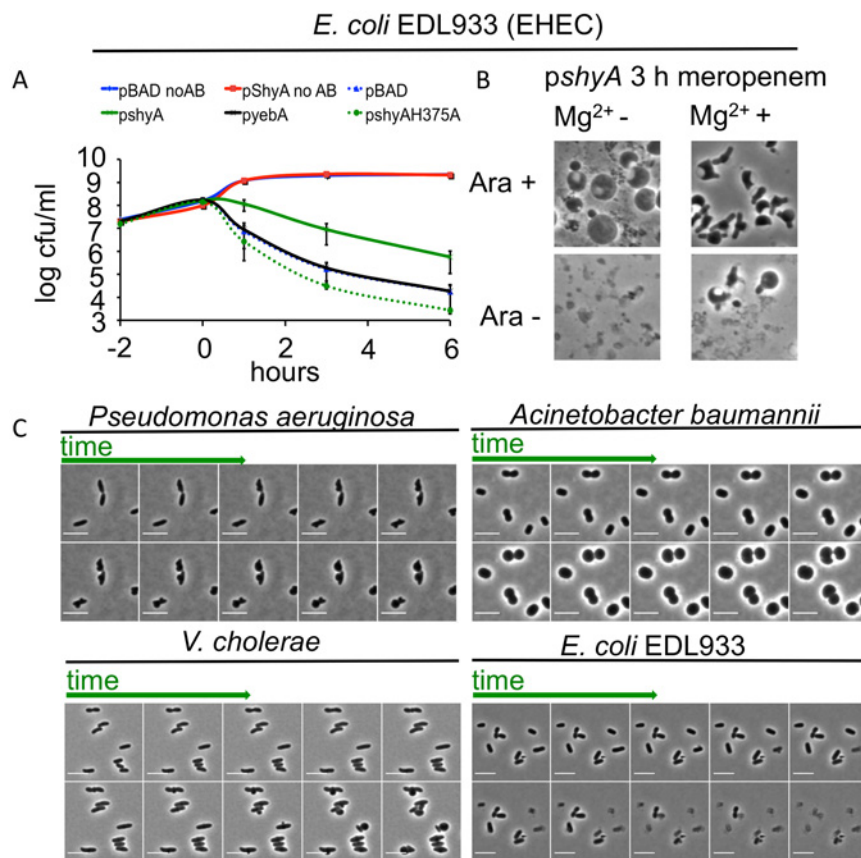 E. coli EDL933 (EHEC)
A
pBAD noAB
pShyA no AB
pBAD
pshyA
pyebA
pshyAH375A
log cfu/ml
10
9
8
7
6
5
4
3
-2
0
2
4
6
hours
B
pshyA 3 h meropenem
Mg2+ -
Mg2+ +
Ara +
Ara -
C
Pseudomonas aeruginosa
time
Acinetobacter baumannii
time
V. cholerae
time
E. coli EDL933
time